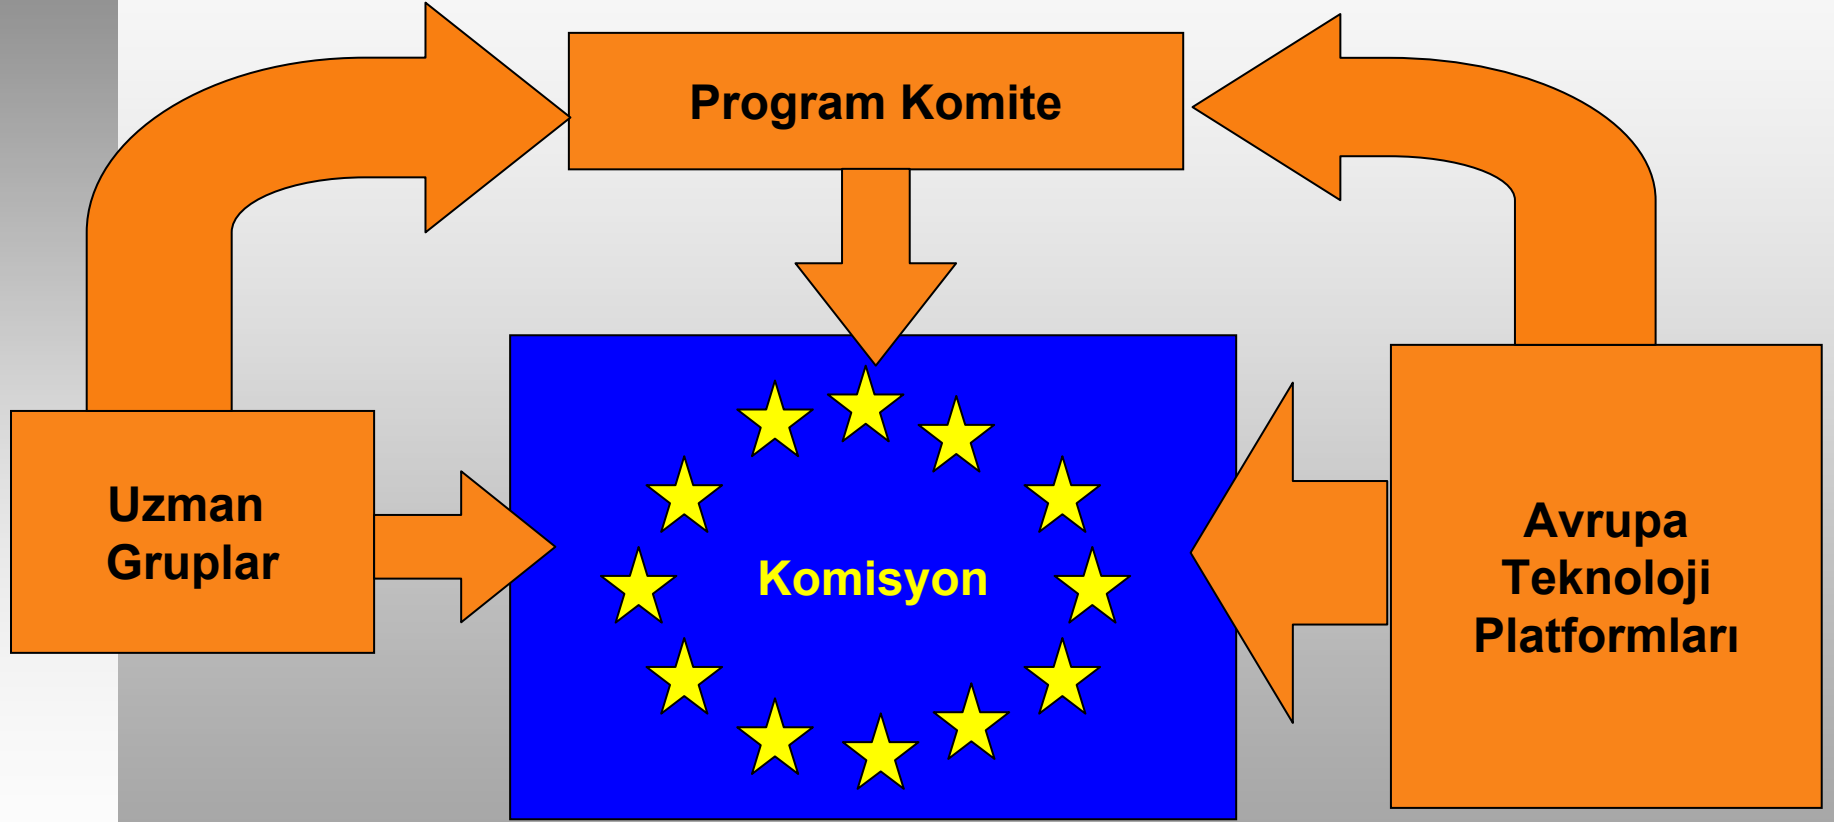 Program Komite
Uzman
Gruplar
Komisyon
Avrupa
Teknoloji
Platformları